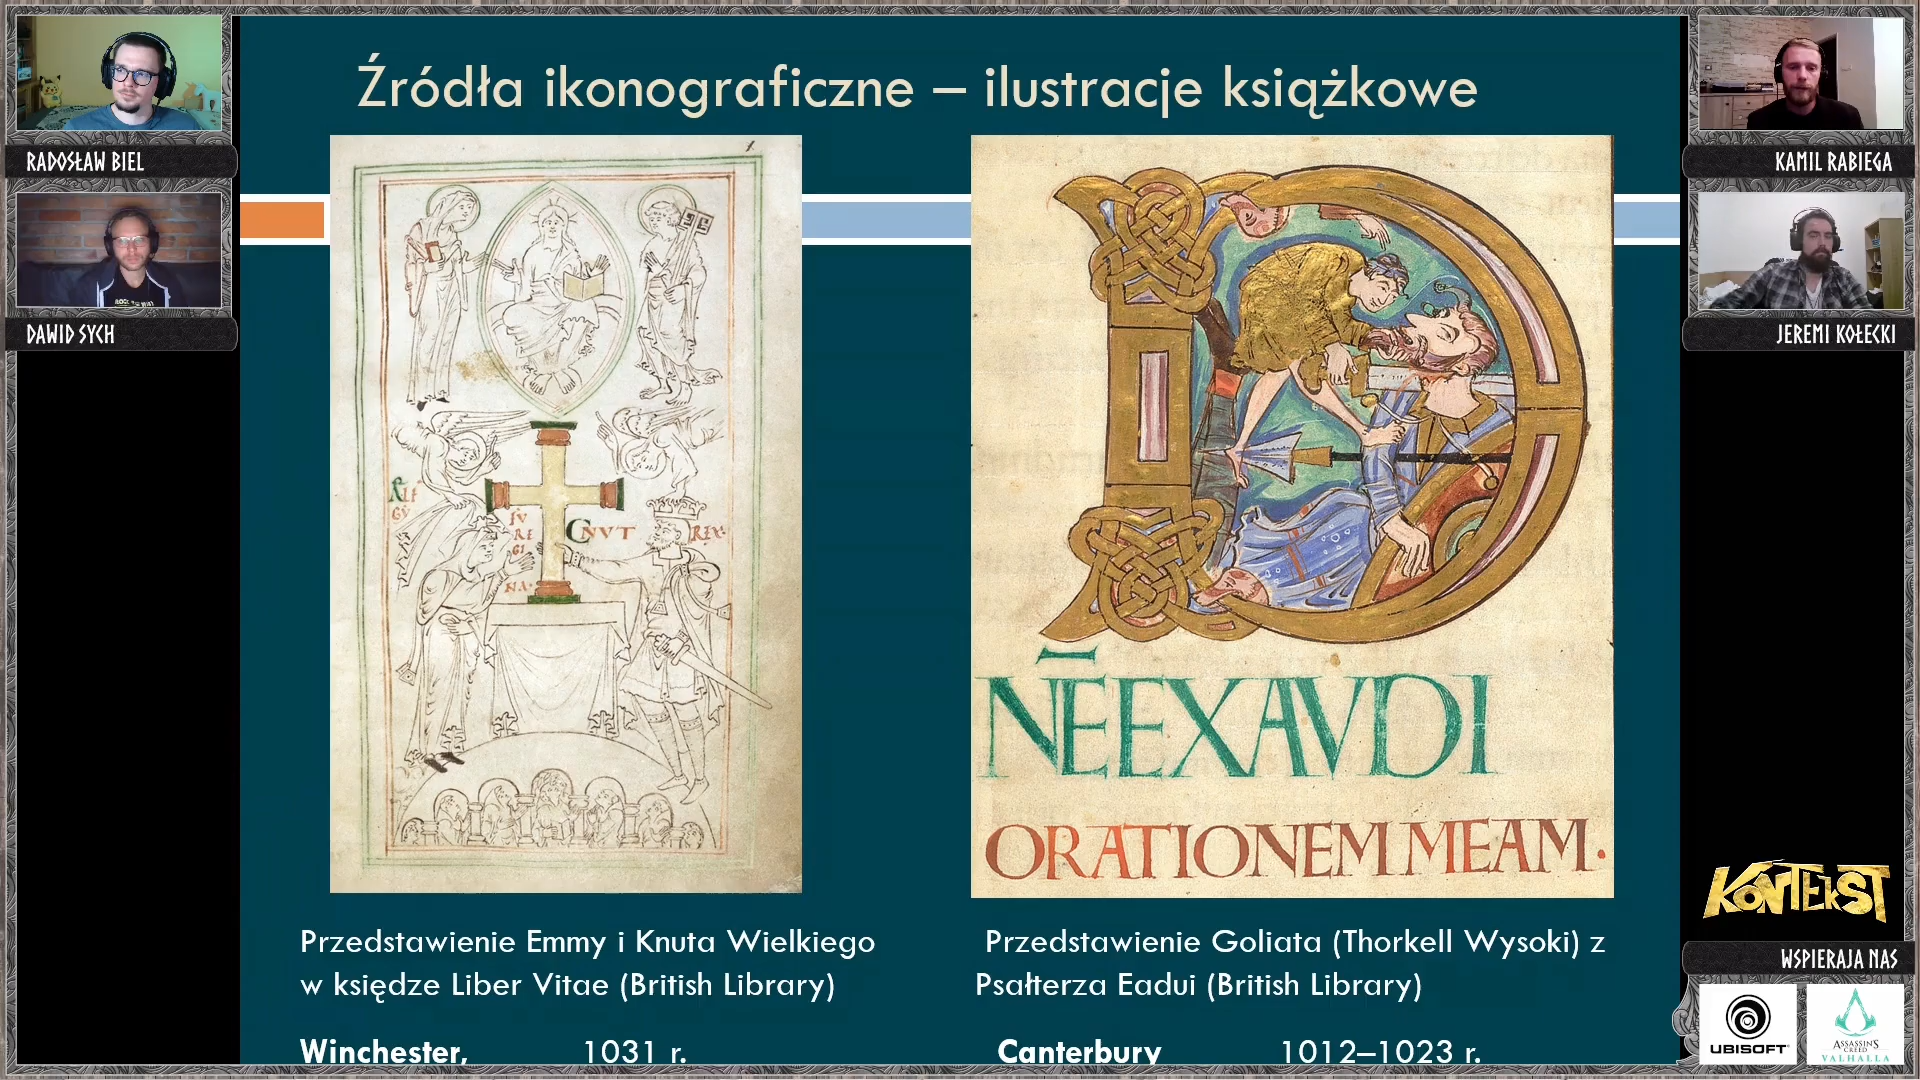 Źródła ikonograficzne – ilustracje książkowe
RADOSŁAW BIEL
DAWID SYCH
KAMIL RABIEGA
JEREMI KOŁECKI
CNVT
REX
NĒEEXAVDI
ORATIONEM MEAM.
Przedstawienie Emmy i Knuta Wielkiego
w księdze Liber Vitae (British Library)
Winchester, 1031 r.
Przedstawienie Goliata (Thorkell Wysoki) z
Psałterza Eadui (British Library)
Canterbury 1012–1023 r.
KONTEKST
WSPIERAJA NAS
UBISOFT
ASSASSIN'S
CREED
VALHALLA